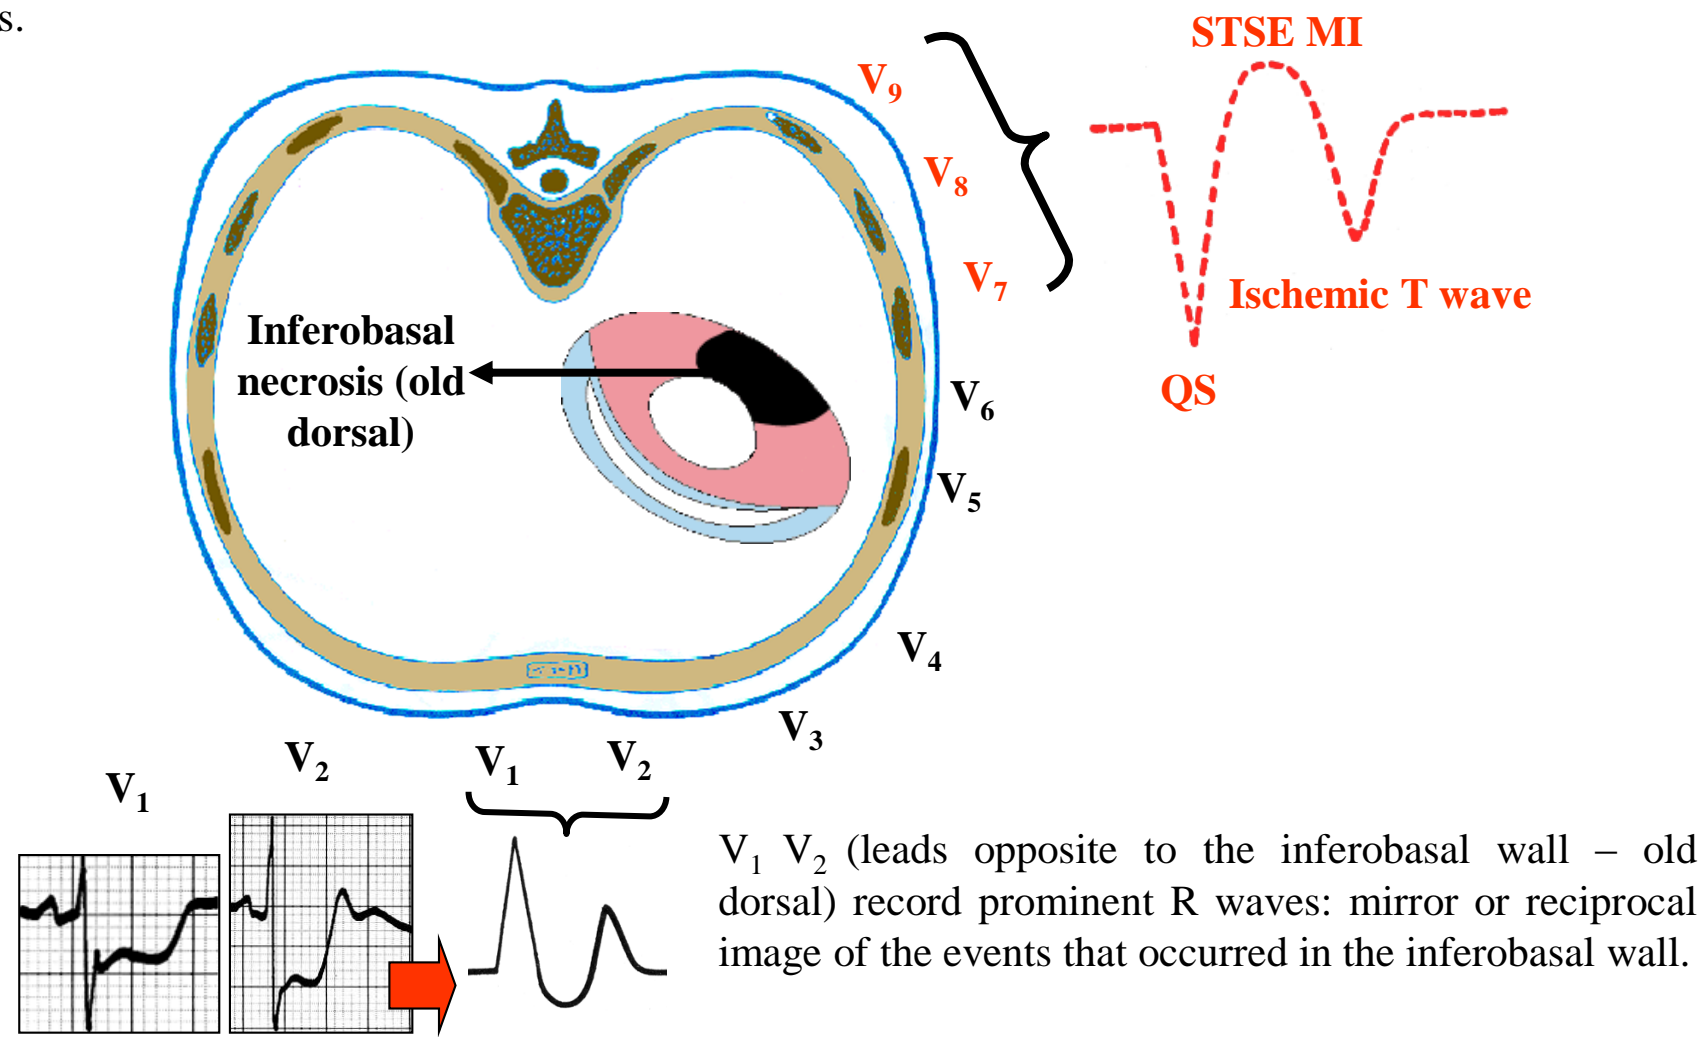 s.
STSE MI
V9
V8
V7
Ischemic T wave
QS
Inferobasal
necrosis (old
dorsal)
V6
V5
V4
V3
V2
V1
V1
V2
V1 V2 (leads opposite to the inferobasal wall – old
dorsal) record prominent R waves: mirror or reciprocal
image of the events that occurred in the inferobasal wall.